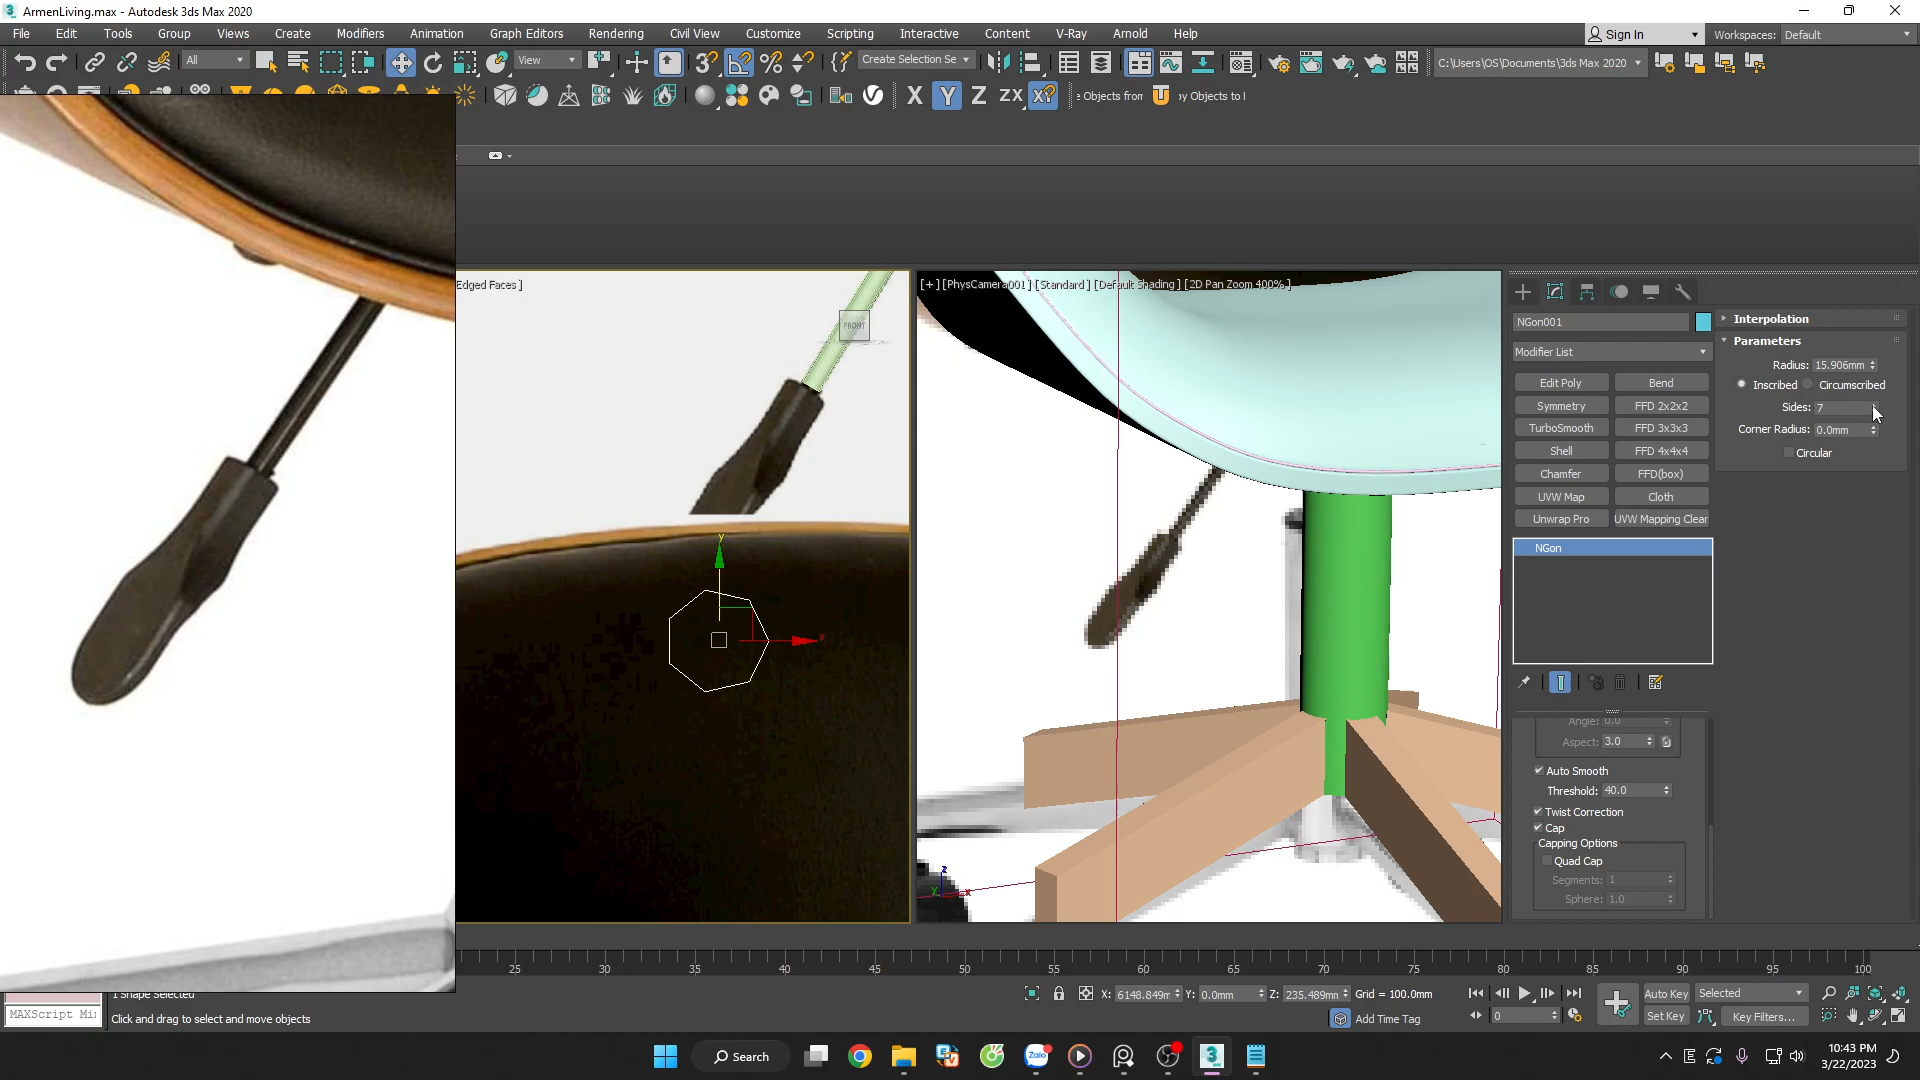 ArmenLiving.max - Autodesk 3ds Max 2020
File Edit Tools Group Views Create Modifiers Animation Graph Editors Rendering Civil View Customize Scripting Interactive Content V-Ray Arnold Help
Sign In Workspaces: Default
All View Create Selection Se C:\Users\OS\Documents\3ds Max 2020
X Y Z ZX XY e Objects fron by Objects to l
Edged Faces ]
FRONT
[+] [PhysCamera001] [Standard] [Default Shading] [2D Pan Zoom 400%]
NGon001
Modifier List
Edit Poly Bend
Symmetry FFD 2x2x2
TurboSmooth FFD 3x3x3
Shell FFD 4x4x4
Chamfer FFD(box)
UVW Map Cloth
Unwrap Pro UVW Mapping Clear
NGon
Interpolation
Parameters
Radius: 15.906mm
Inscribed Circumscribed
Sides: 7
Corner Radius: 0.0mm
Circular
Angle: 0.0
Aspect: 3.0
Auto Smooth
Threshold: 40.0
Twist Correction
Cap
Capping Options
Quad Cap
Segments: 1
Sphere: 1.0
y
x
z
y x
25 30 35 40 45 50 55 60 65 70 75 80 85 90 95 100
1 Shape Selected
MAXScript Mi
Click and drag to select and move objects
X: 6148.849m Y: 0.0mm Z: 235.489mm Grid = 100.0mm
Add Time Tag
0
Auto Key Selected
Set Key Key Filters...
Search
Zalo
3
E
10:43 PM
3/22/2023